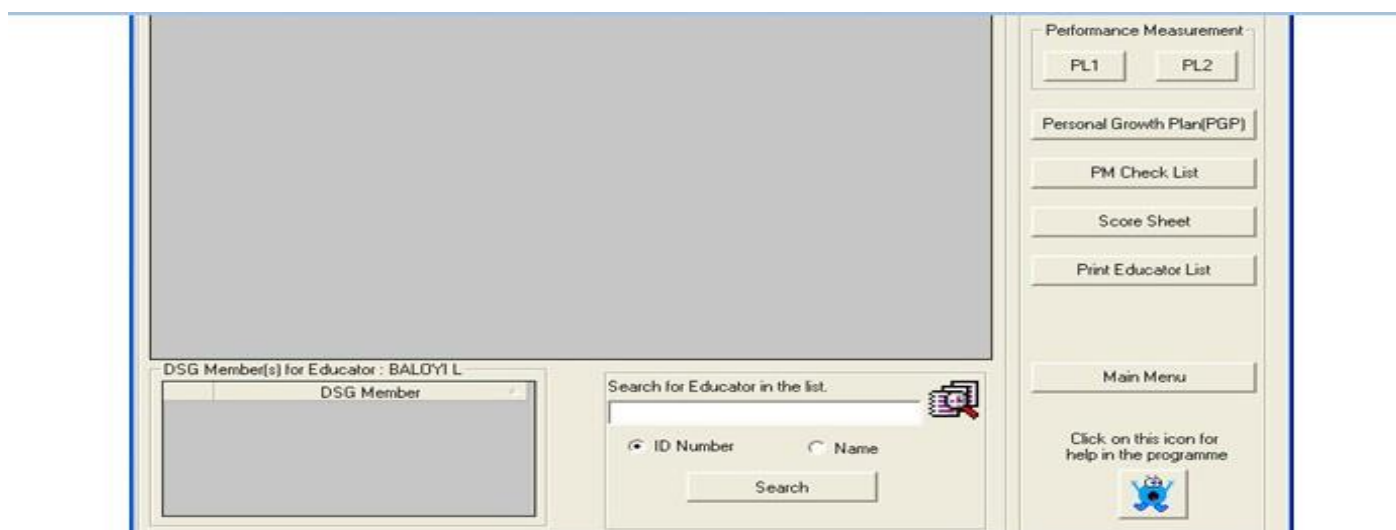 Performance Measurement
PL1 PL2
Personal Growth Plan(PGP)
PM Check List
Score Sheet
Print Educator List
DSG Member(s) for Educator : BALOYI L
DSG Member
Search for Educator in the list.
ID Number Name
Search
Main Menu
Click on this icon for
help in the programme